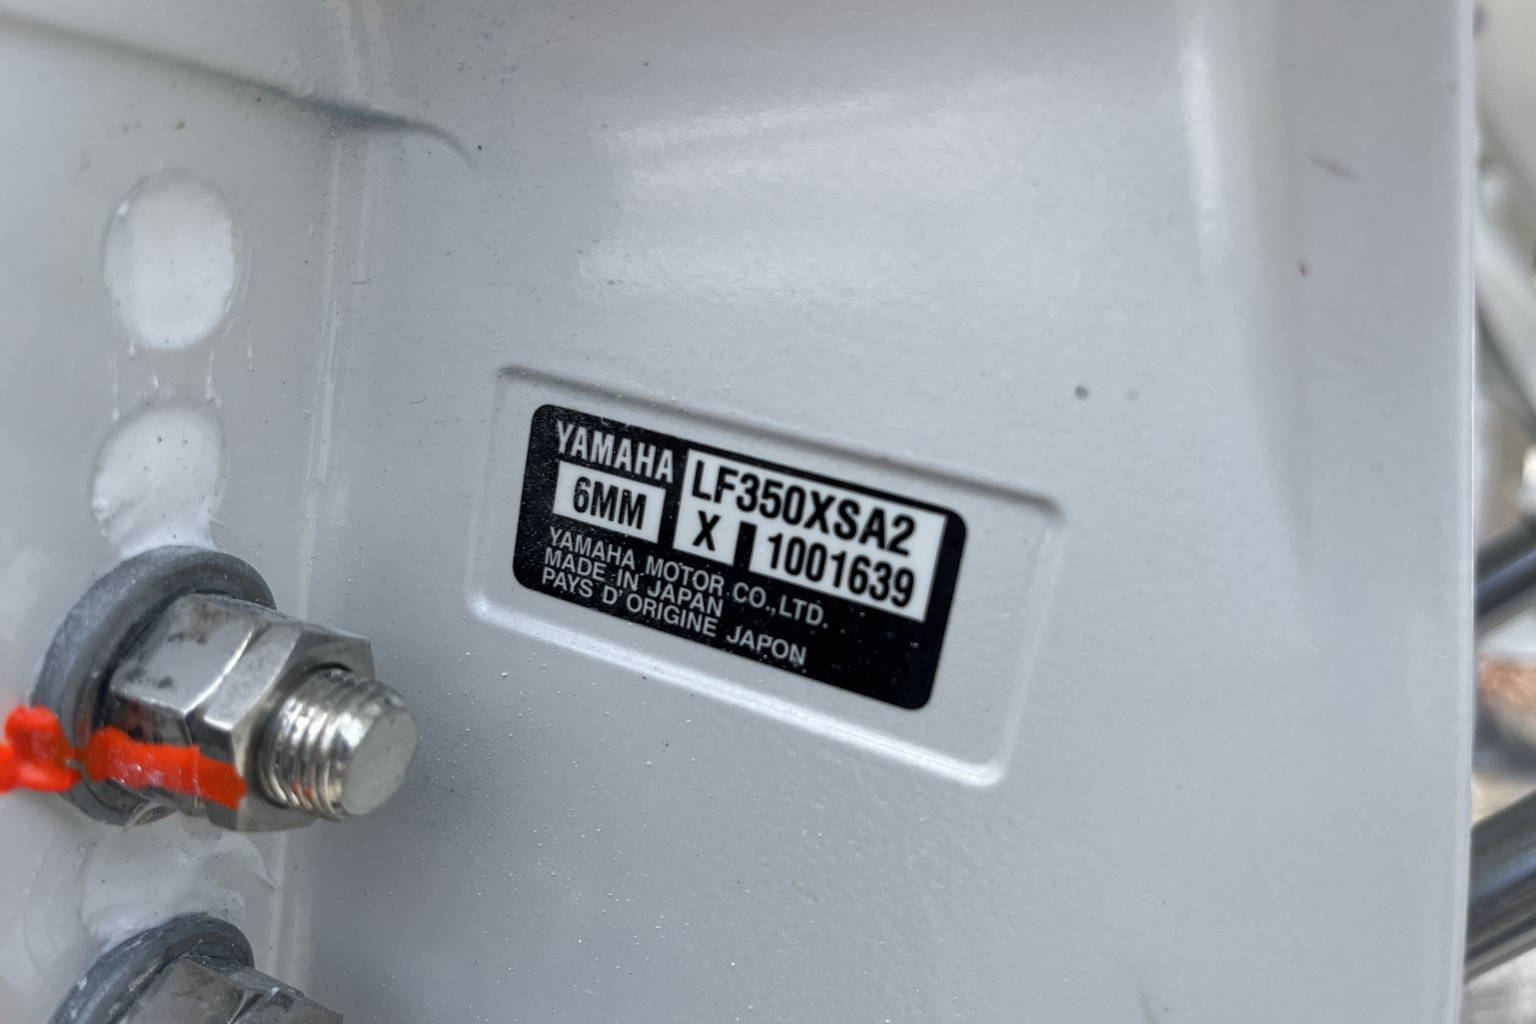 YAMAHA LF350XSA2
6MM X 1001639
YAMAHA MOTOR CO.,LTD.
MADE IN JAPAN
PAYS D'ORIGINE JAPON